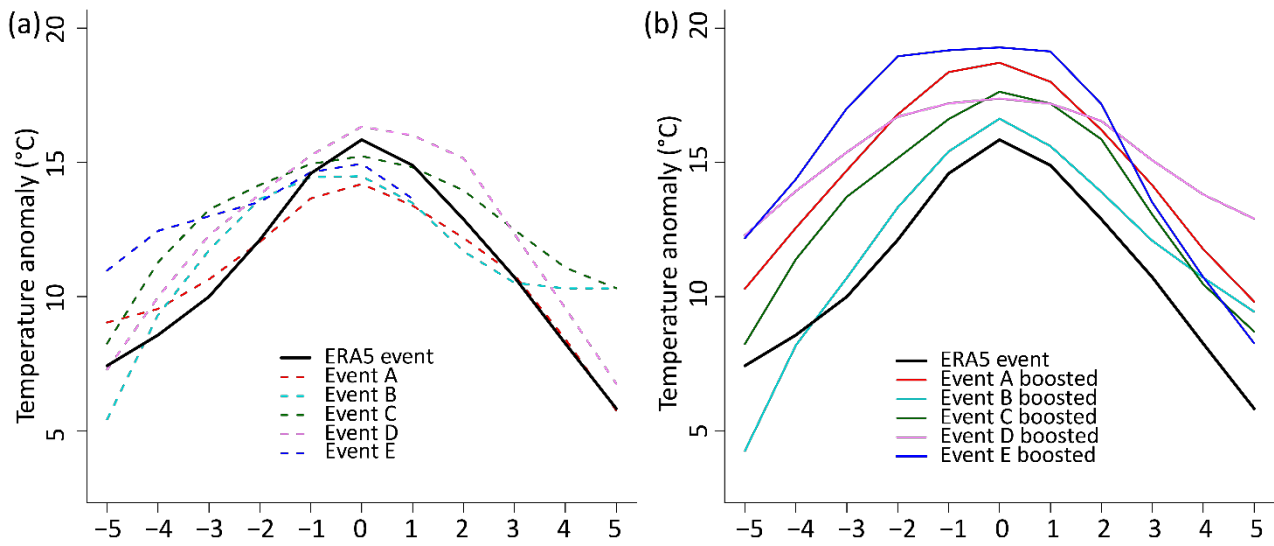 (a)
Temperature anomaly (°C)
20
15
10
5
ERA5 event
Event A
Event B
Event C
Event D
Event E
−5 −4 −3 −2 −1 0 1 2 3 4 5
(b)
Temperature anomaly (°C)
20
15
10
5
ERA5 event
Event A boosted
Event B boosted
Event C boosted
Event D boosted
Event E boosted
−5 −4 −3 −2 −1 0 1 2 3 4 5